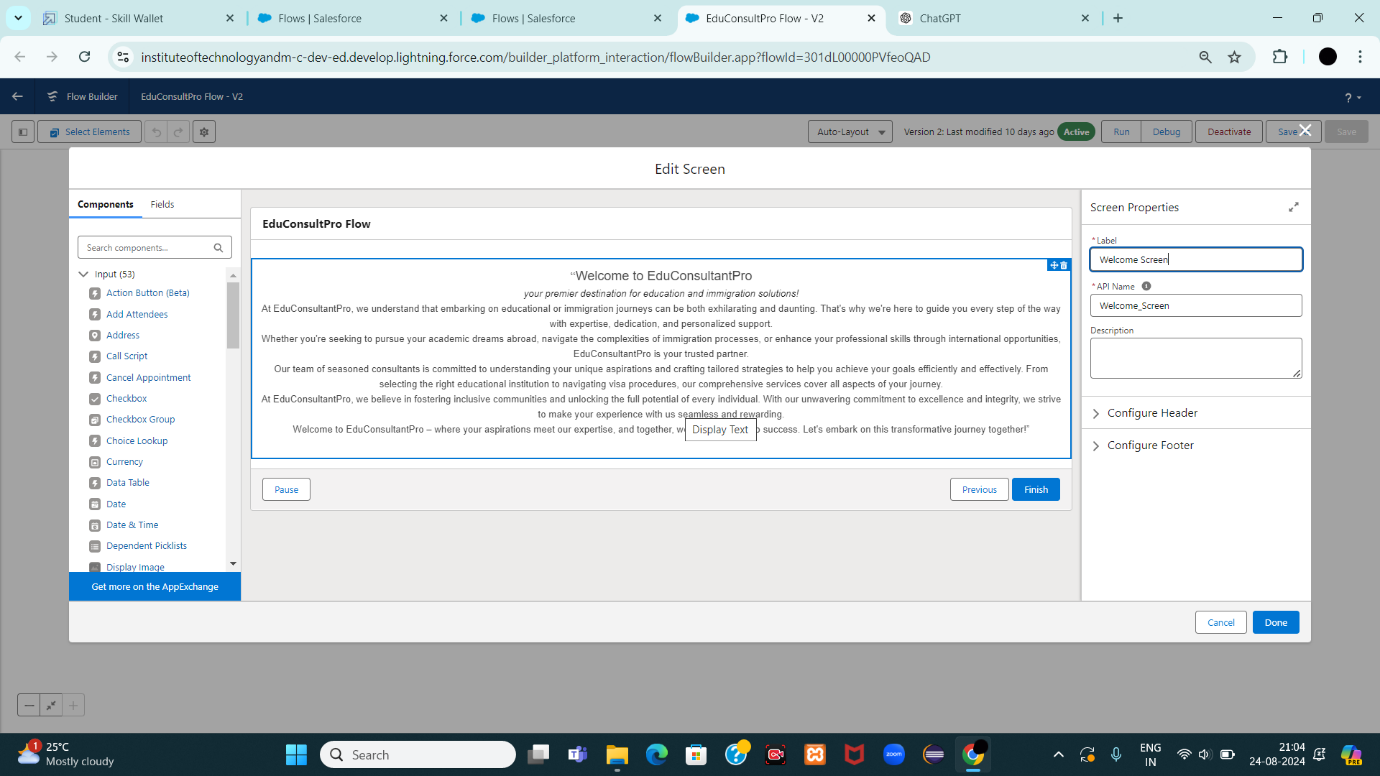 Student - Skill Wallet
Flows | Salesforce
Flows | Salesforce
EduConsultPro Flow - V2
ChatGPT
instituteoftechnologyandm-c-dev-ed.develop.lightning.force.com/builder_platform_interaction/flowBuilder.app?flowId=301dL00000PVfeoQAD
Flow Builder
EduConsultPro Flow - V2
?
Select Elements
Auto-Layout
Version 2: Last modified 10 days ago
Active
Run
Debug
Deactivate
Save
Save
Edit Screen
Components
Fields
Search components...
Input (53)
Action Button (Beta)
Add Attendees
Address
Call Script
Cancel Appointment
Checkbox
Checkbox Group
Choice Lookup
Currency
Data Table
Date
Date & Time
Dependent Picklists
Display Image
Get more on the AppExchange
EduConsultPro Flow
“Welcome to EduConsultantPro
your premier destination for education and immigration solutions!
At EduConsultantPro, we understand that embarking on educational or immigration journeys can be both exhilarating and daunting. That's why we're here to guide you every step of the way
with expertise, dedication, and personalized support.
Whether you're seeking to pursue your academic dreams abroad, navigate the complexities of immigration processes, or enhance your professional skills through international opportunities,
EduConsultantPro is your trusted partner.
Our team of seasoned consultants is committed to understanding your unique aspirations and crafting tailored strategies to help you achieve your goals efficiently and effectively. From
selecting the right educational institution to navigating visa procedures, our comprehensive services cover all aspects of your journey.
At EduConsultantPro, we believe in fostering inclusive communities and unlocking the full potential of every individual. With our unwavering commitment to excellence and integrity, we strive
to make your experience with us seamless and rewarding.
Welcome to EduConsultantPro – where your aspirations meet our expertise, and together, success. Let's embark on this transformative journey together!”
Display Text
Pause
Previous
Finish
Screen Properties
* Label
Welcome Screen
* API Name
Welcome_Screen
Description
Configure Header
Configure Footer
Cancel
Done
1
25°C
Mostly cloudy
Search
zoom
ENG
IN
21:04
24-08-2024
PRE